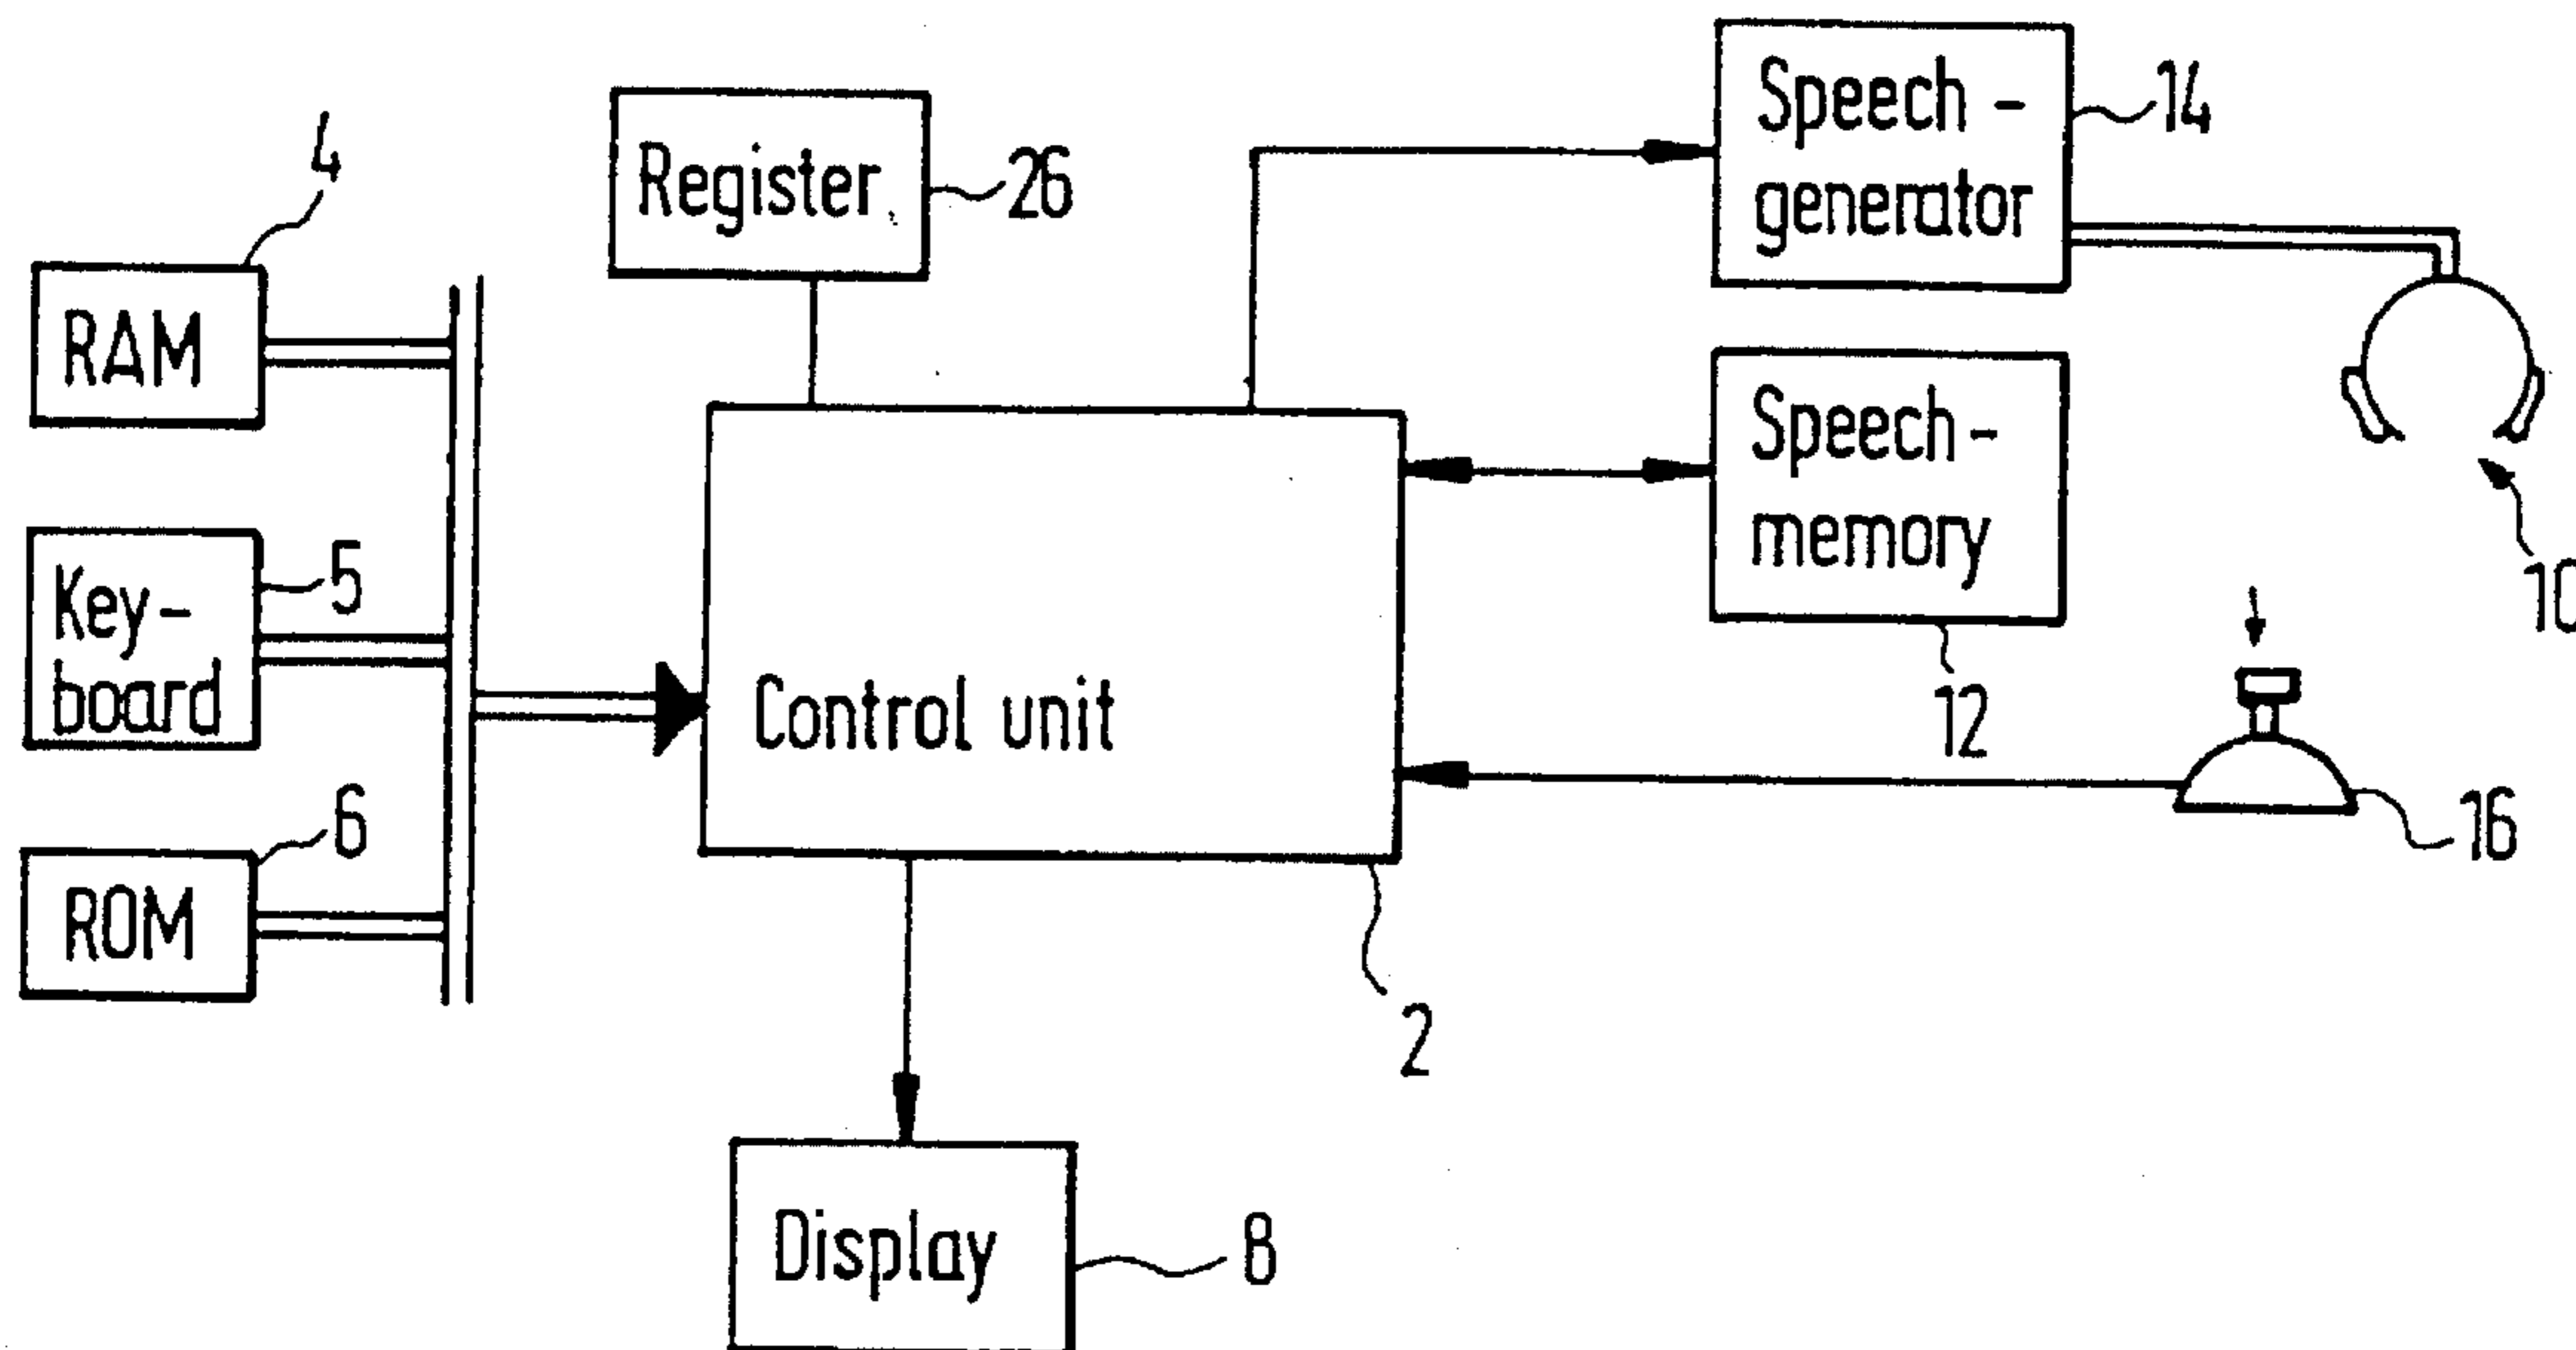 Speech -
generator
14
Register
26
4
RAM
Speech-
memory
12
10
Key-
board
5
Control unit
2
16
6
ROM
Display
8